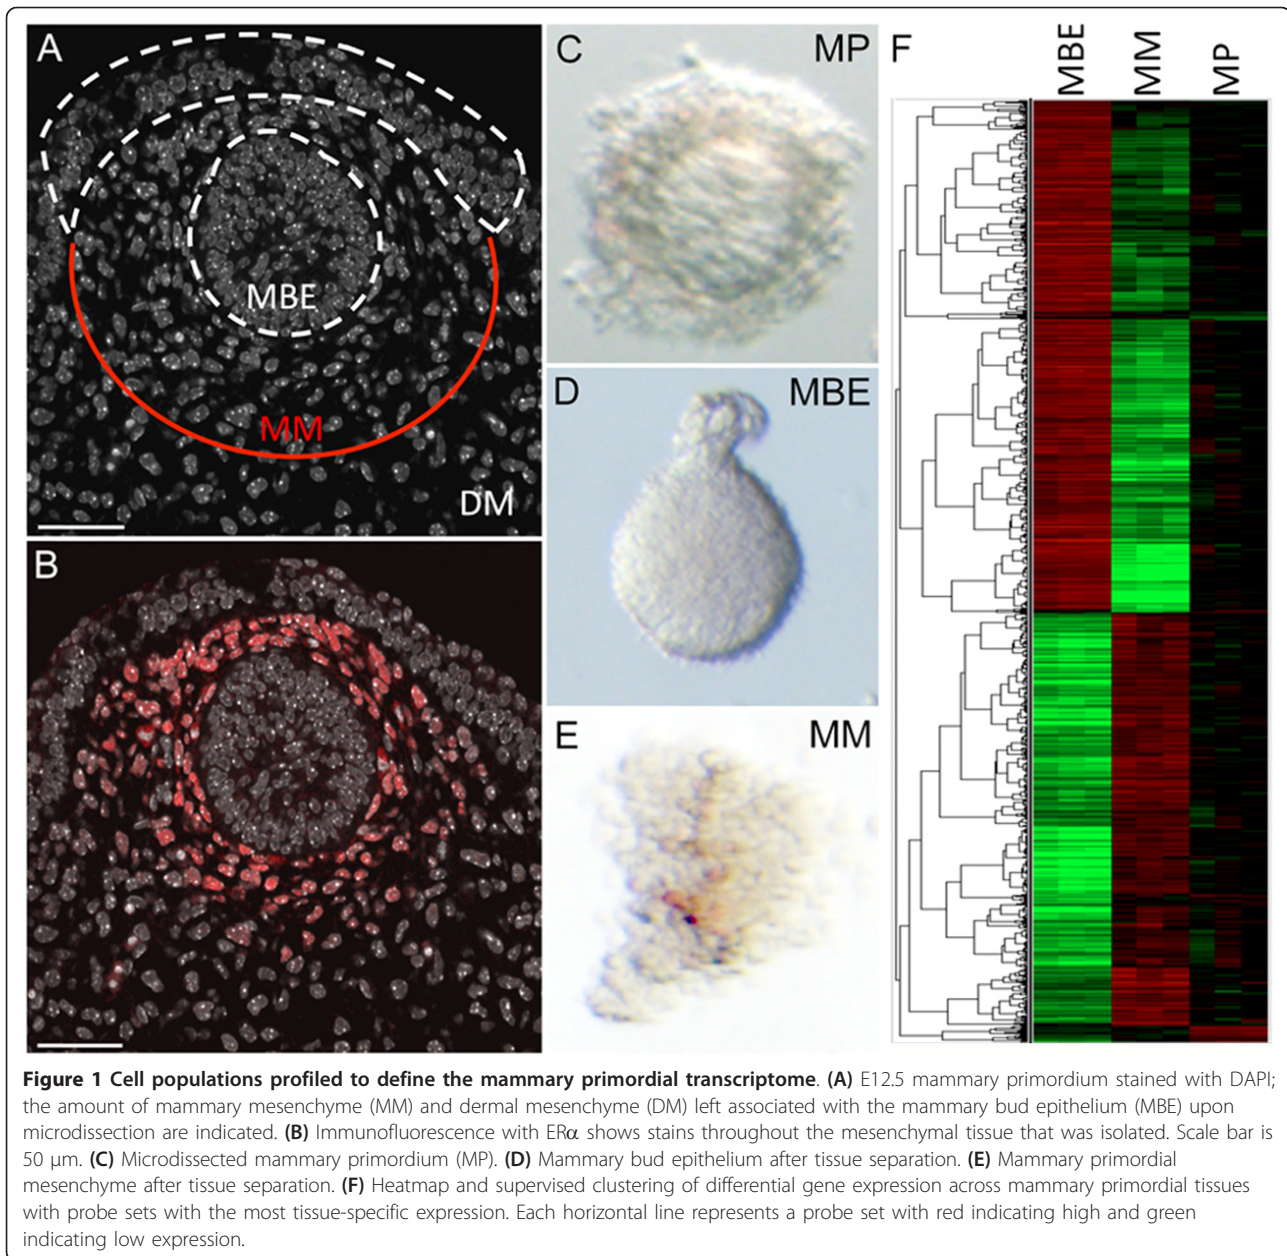 A
MBE
MM
DM
B
C
MP
D
MBE
E
MM
F
MBE
MM
MP
Figure 1 Cell populations profiled to define the mammary primordial transcriptome. (A) E12.5 mammary primordium stained with DAPI;
the amount of mammary mesenchyme (MM) and dermal mesenchyme (DM) left associated with the mammary bud epithelium (MBE) upon
microdissection are indicated. (B) Immunofluorescence with ERα shows stains throughout the mesenchymal tissue that was isolated. Scale bar is
50 μm. (C) Microdissected mammary primordium (MP). (D) Mammary bud epithelium after tissue separation. (E) Mammary primordial
mesenchyme after tissue separation. (F) Heatmap and supervised clustering of differential gene expression across mammary primordial tissues
with probe sets with the most tissue-specific expression. Each horizontal line represents a probe set with red indicating high and green
indicating low expression.